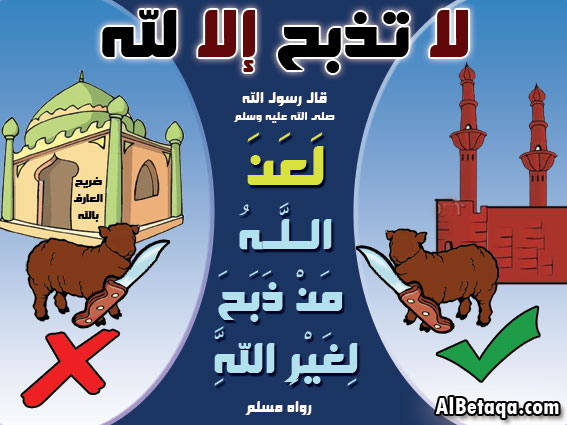 لا تذبح إلا لله
قال رسول الله
صلى الله عليه وسلم
لَعَنَ
اللَّـهُ
مَنْ ذَبَحَ
لِغَيْرِ اللَّهِ
رواه مسلم
ضريح
العارف
بالله
AlBetaqa.com